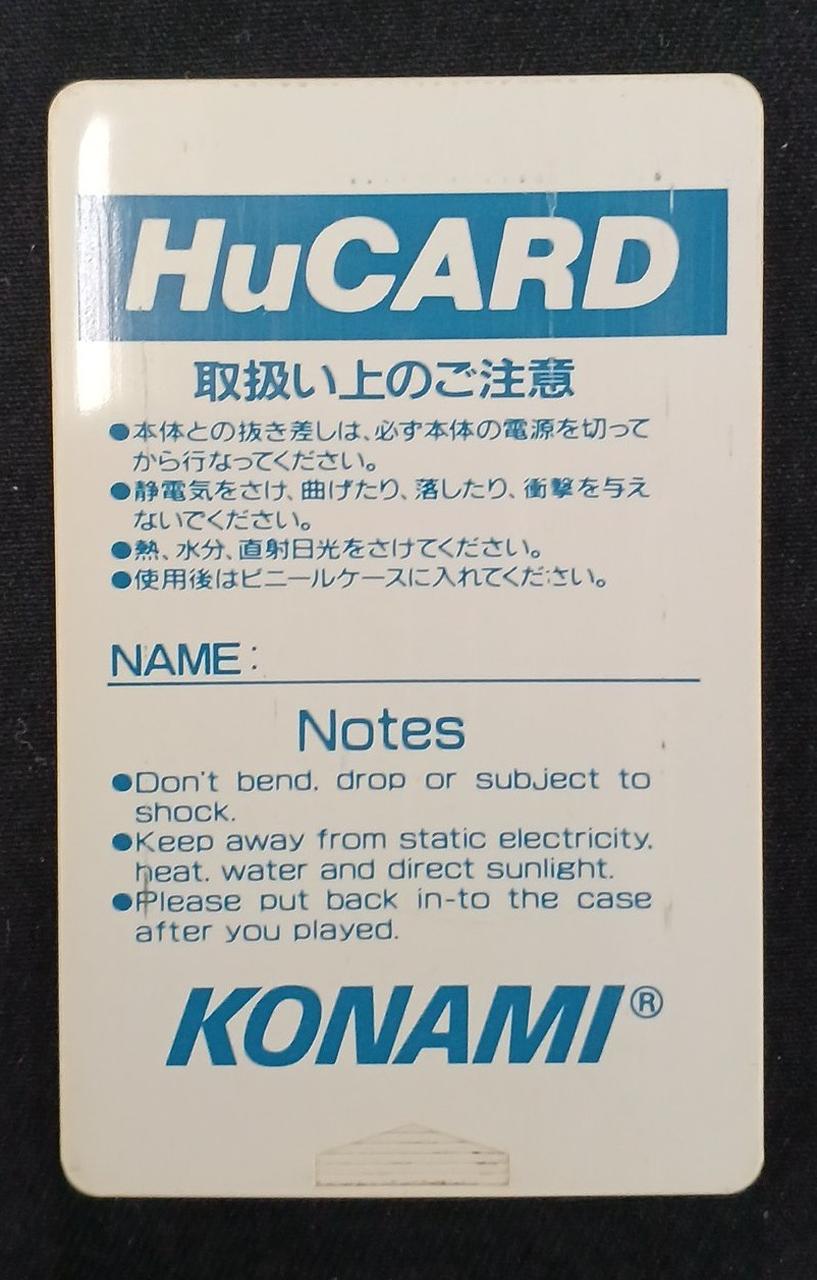 HuCARD
取扱い上のご注意
●本体との抜き差しは、必ず本体の電源を切って
から行なってください。
●静電気をさけ、曲げたり、落したり、衝撃を与え
ないでください。
●熱、水分、直射日光をさけてください。
●使用後はビニールケースに入れてください。
NAME:
Notes
●Don't bend, drop or subject to
shock.
●Keep away from static electricity,
heat, water and direct sunlight.
●Please put back in-to the case
after you played.
KONAMI®